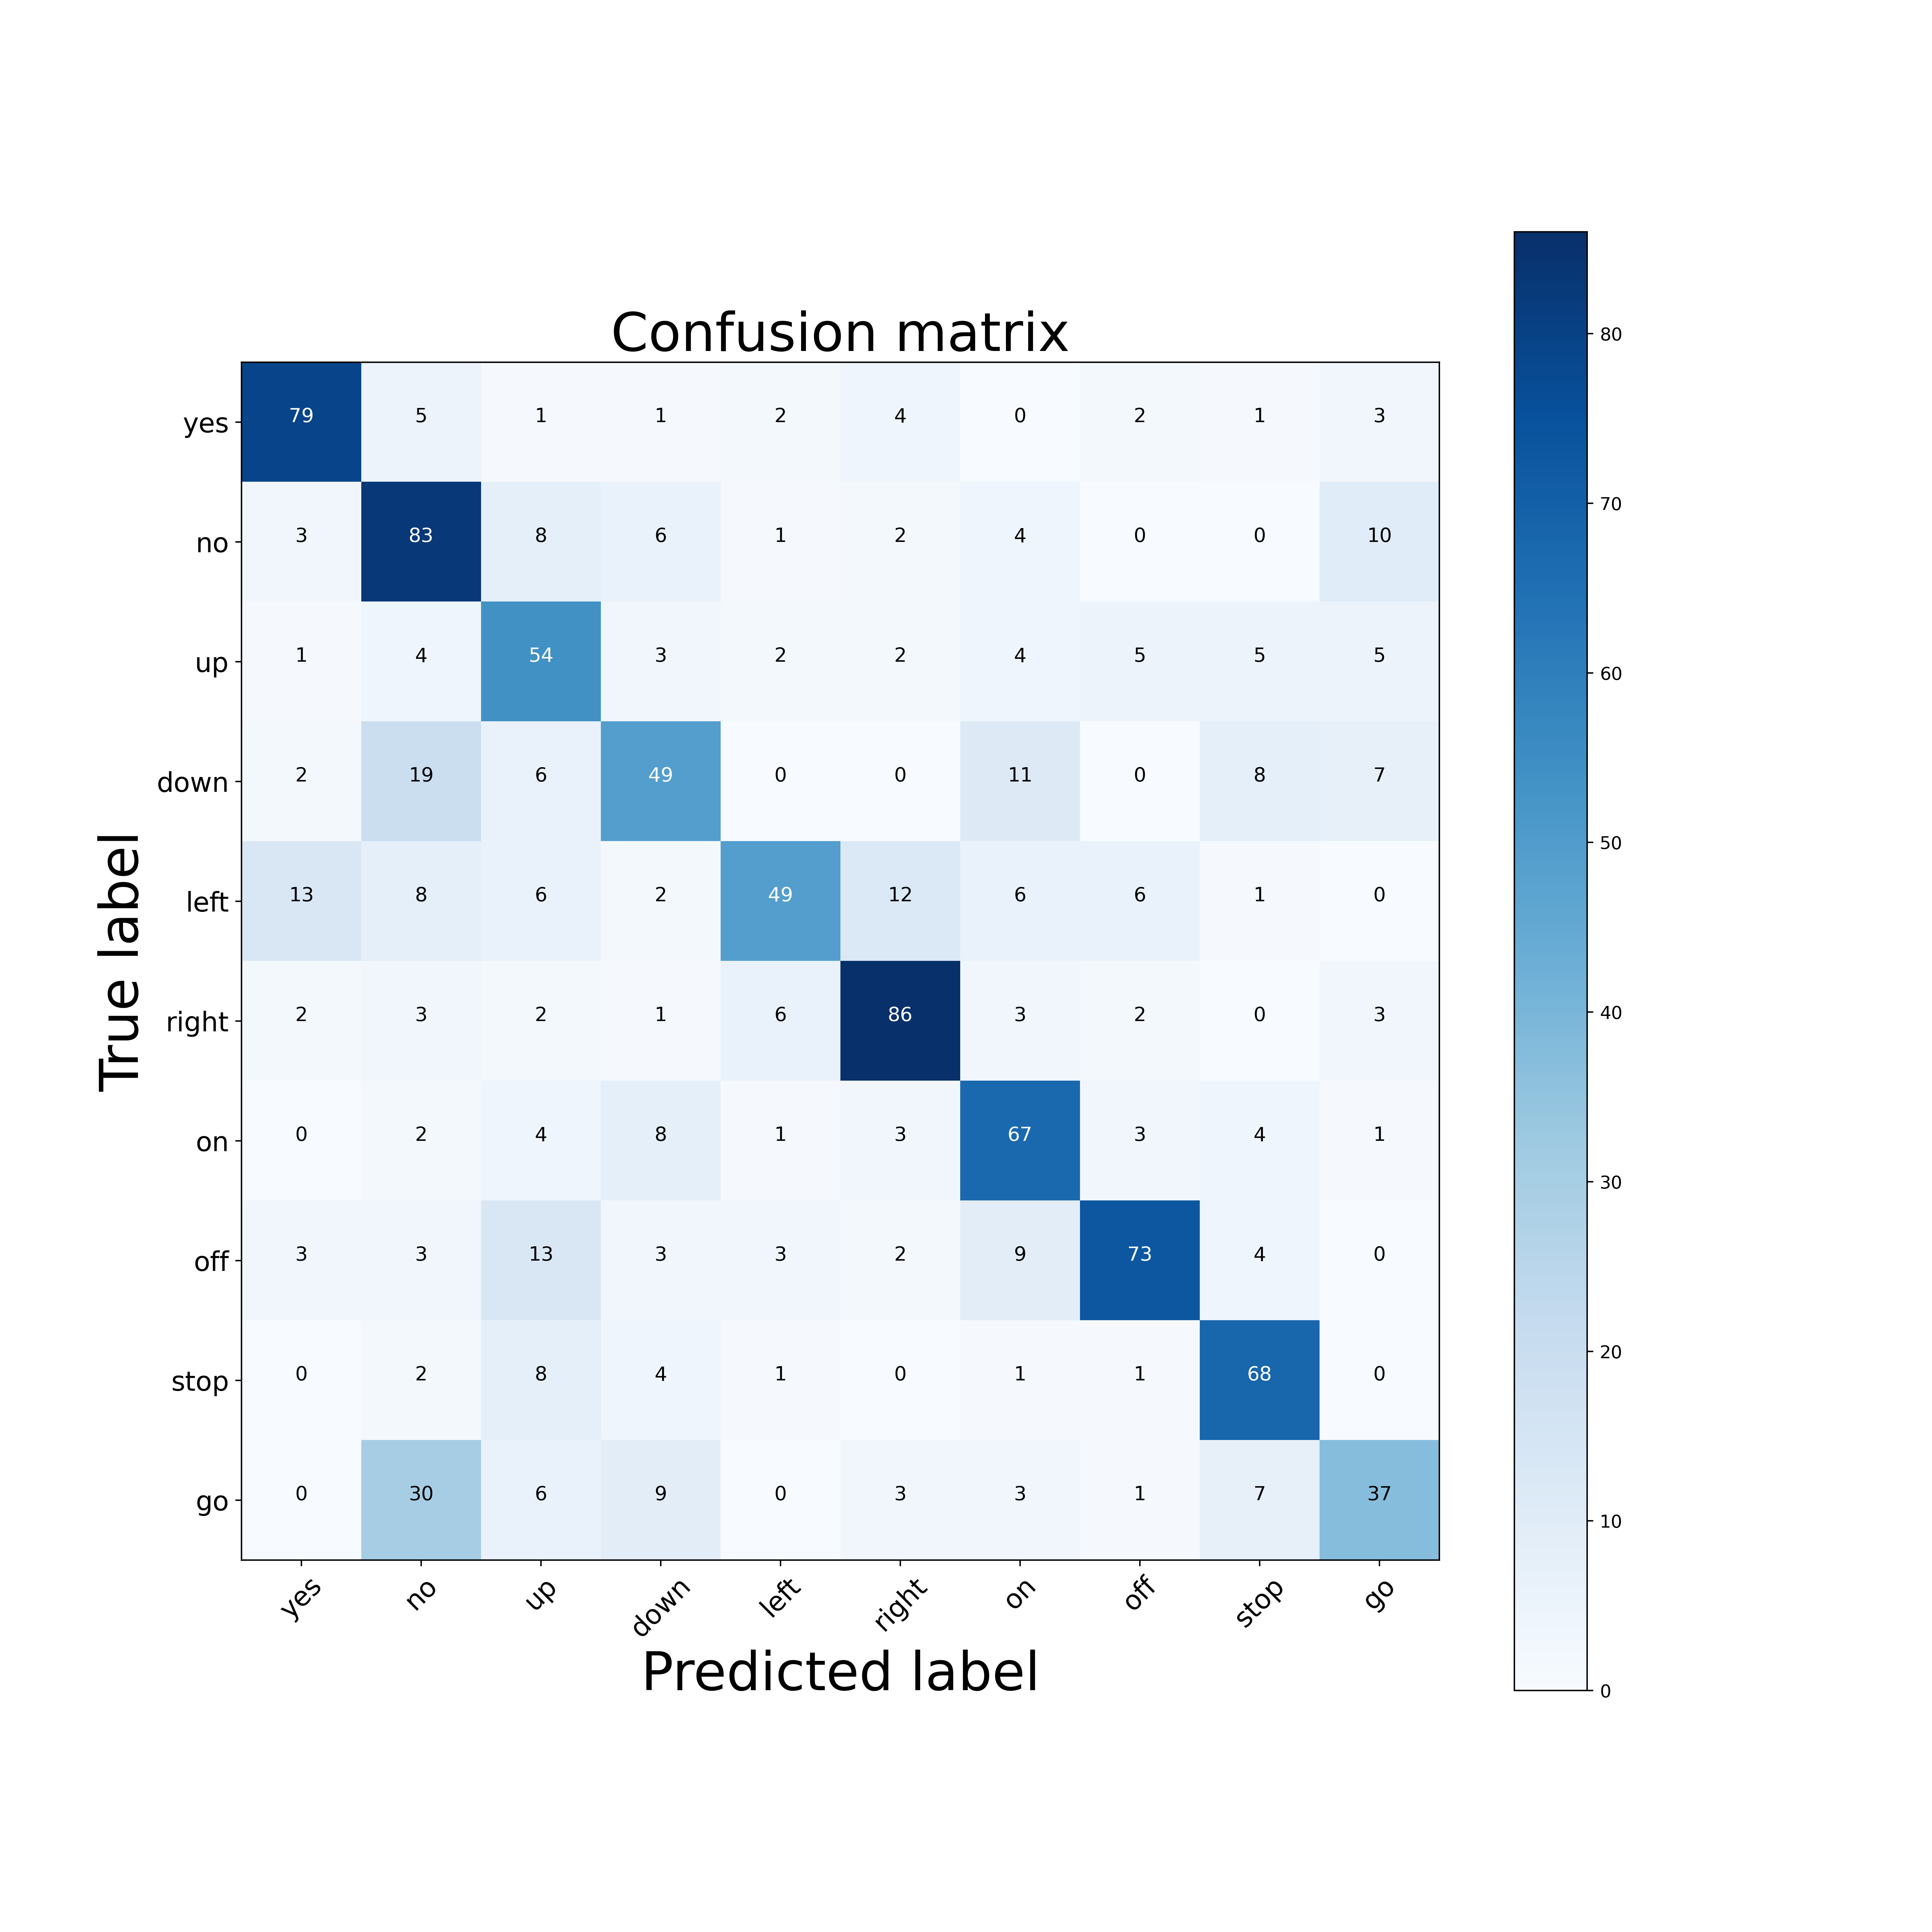 Confusion matrix
yes 79 5 1 1 2 4 0 2 1 3
no 3 83 8 6 1 2 4 0 0 10
up 1 4 54 3 2 2 4 5 5 5
down 2 19 6 49 0 0 11 0 8 7
left 13 8 6 2 49 12 6 6 1 0
right 2 3 2 1 6 86 3 2 0 3
on 0 2 4 8 1 3 67 3 4 1
off 3 3 13 3 3 2 9 73 4 0
stop 0 2 8 4 1 0 1 1 68 0
go 0 30 6 9 0 3 3 1 7 37
yes no up down left right on off stop go
Predicted label
True label
80
70
60
50
40
30
20
10
0